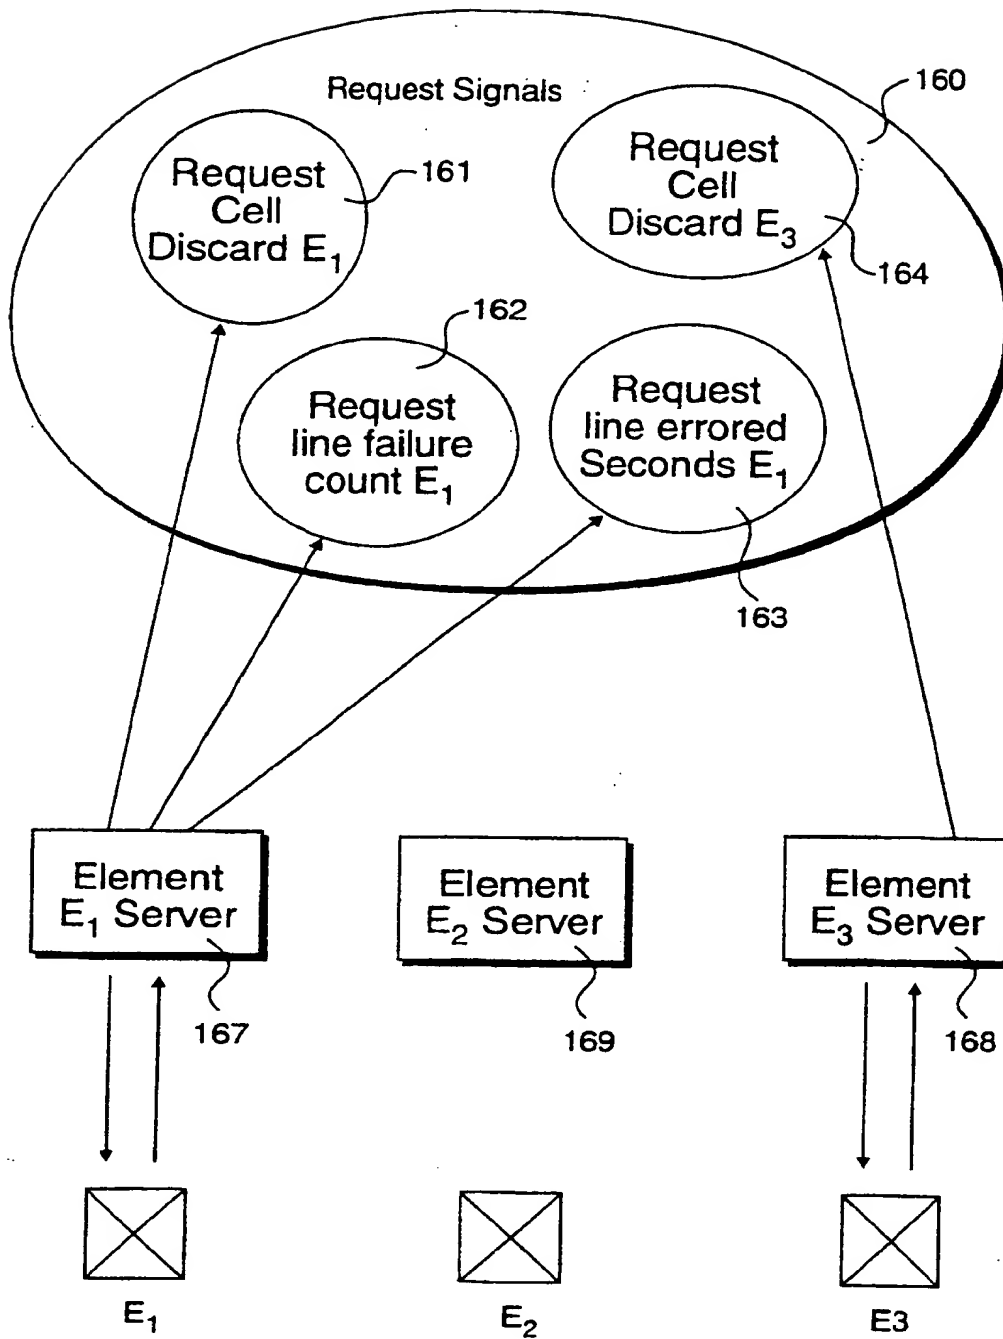 Request Signals
160
Request
Cell
Discard E₁
161
Request
Cell
Discard E₃
164
162
Request
line failure
count E₁
Request
line errored
Seconds E₁
163
Element
E₁ Server
167
Element
E₂ Server
169
Element
E₃ Server
168
E₁
E₂
E3